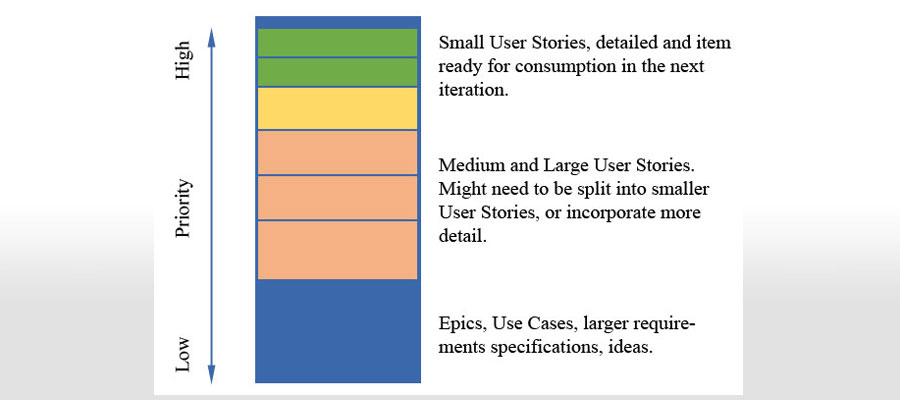 High
Priority
Low
Small User Stories, detailed and item
ready for consumption in the next
iteration.
Medium and Large User Stories.
Might need to be split into smaller
User Stories, or incorporate more
detail.
Epics, Use Cases, larger require-
ments specifications, ideas.